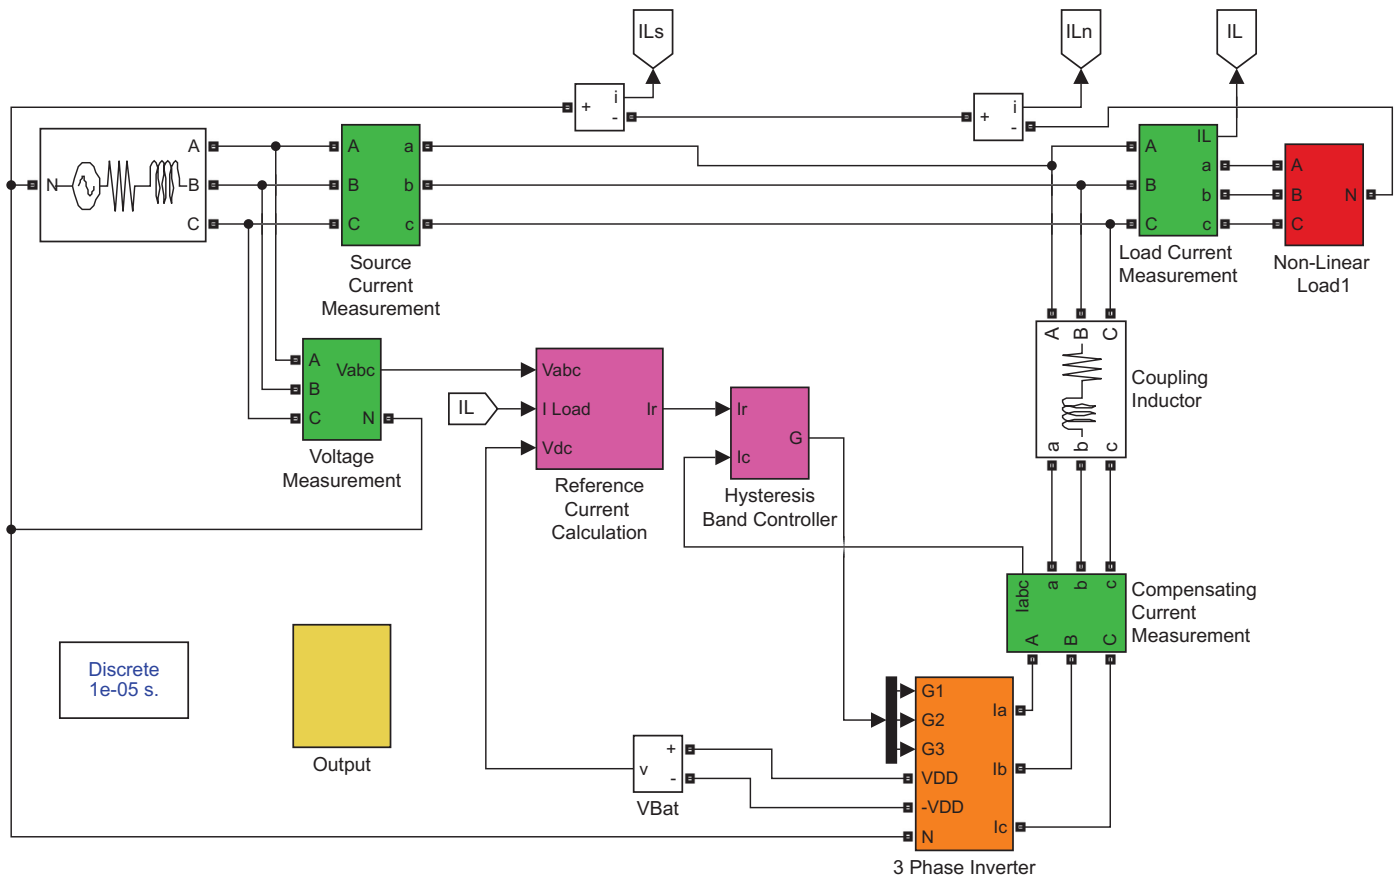 ILs
ILn
IL
+
i
-
+
i
-
N
A
B
C
A
B
C
a
b
c
A
B
C
IL
a
b
c
A
B
C
N
Source
Current
Measurement
Load Current
Measurement
Non-Linear
Load1
A
B
C
a
b
c
Coupling
Inductor
A
B
C
Vabc
N
Voltage
Measurement
IL
Vabc
I Load
Vdc
Ir
Reference
Current
Calculation
Ir
Ic
G
Hysteresis
Band Controller
Iabc
a
b
c
A
B
C
Compensating
Current
Measurement
Discrete
1e-05 s.
Output
v
+
-
VBat
G1
G2
G3
VDD
-VDD
N
Ia
Ib
Ic
3 Phase Inverter